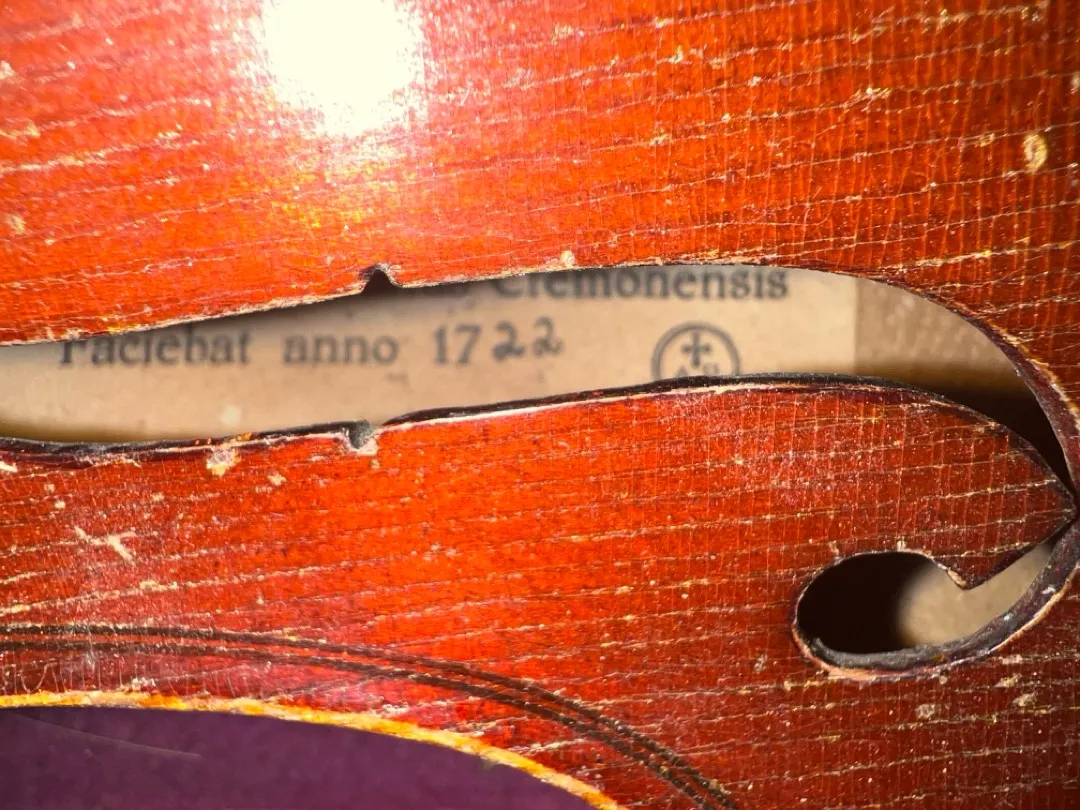 Cremonensis
Faciebat anno 1722